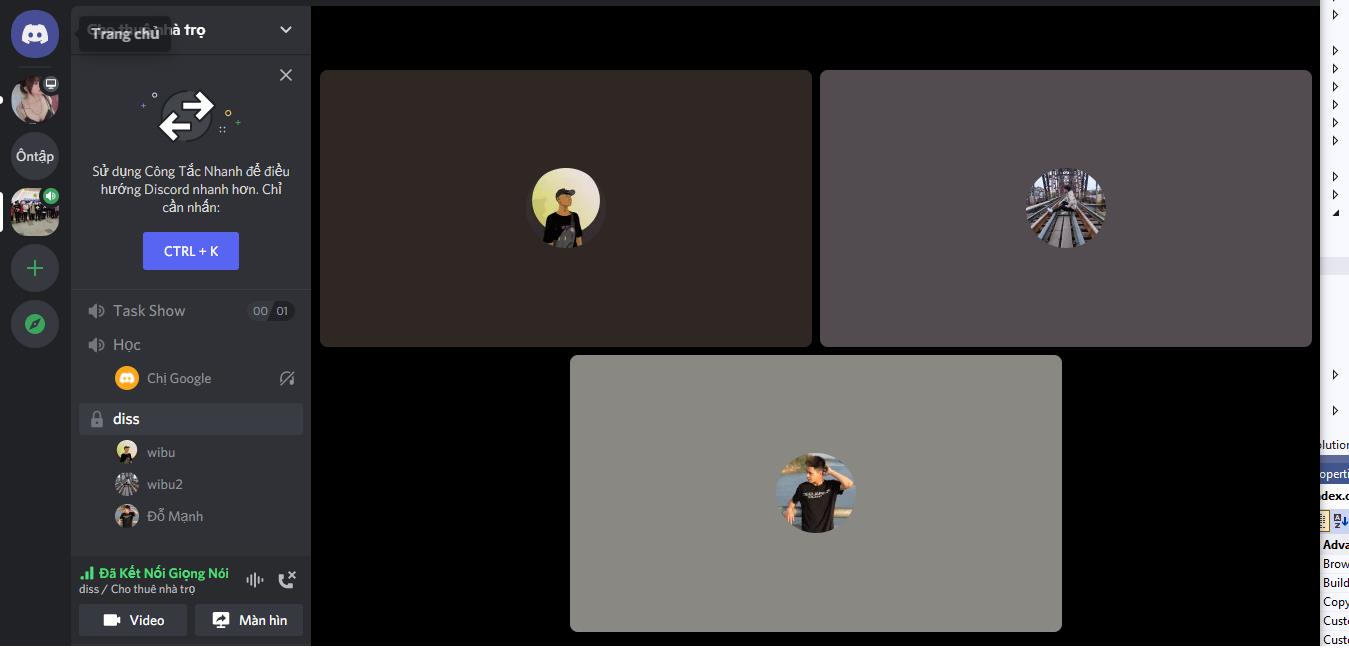 Trang chủ
Cho thuê nhà trọ
Ôntập
Sử dụng Công Tắc Nhanh để điều
hướng Discord nhanh hơn. Chỉ
cần nhấn:
CTRL + K
Task Show
00 01
Học
Chị Google
diss
wibu
wibu2
Đỗ Mạnh
Đã Kết Nối Giọng Nói
diss / Cho thuê nhà trọ
Video
Màn hìn
olution
operti
ndex.c
Adva
Brow
Build
Copy
Custo
Custo